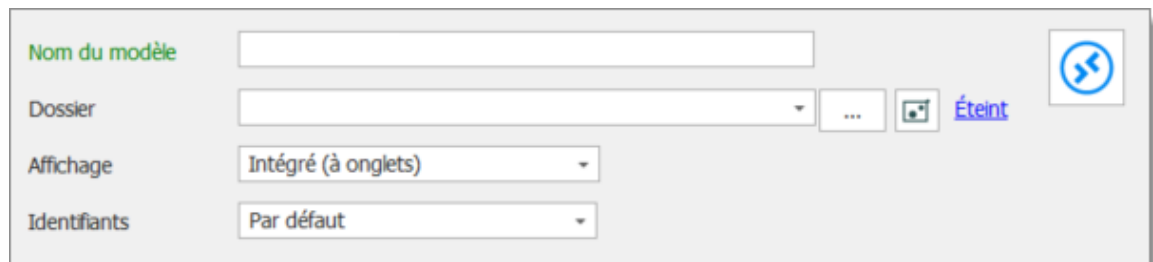 Nom du modèle
Dossier ... Éteint
Affichage Intégré (à onglets)
Identifiants Par défaut